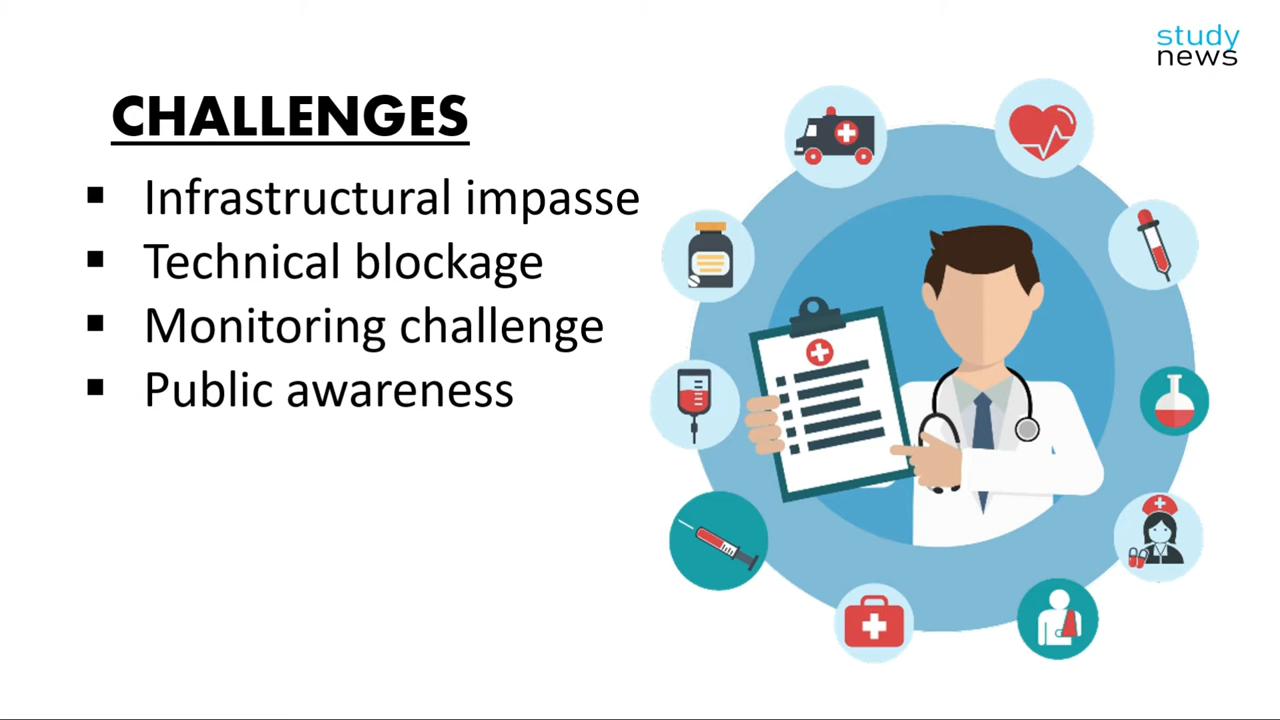 study
news
CHALLENGES
▪ Infrastructural impasse
▪ Technical blockage
▪ Monitoring challenge
▪ Public awareness